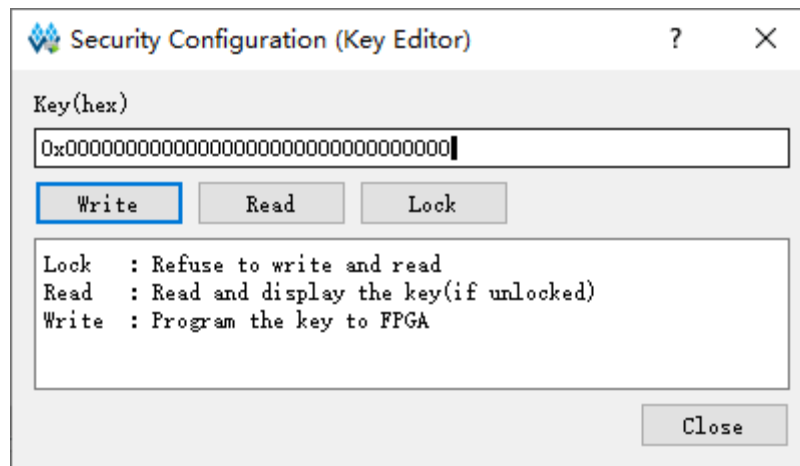 Security Configuration (Key Editor) ?
Key(hex)
0x00000000000000000000000000000000
Write Read Lock
Lock : Refuse to write and read
Read : Read and display the key(if unlocked)
Write : Program the key to FPGA
Close